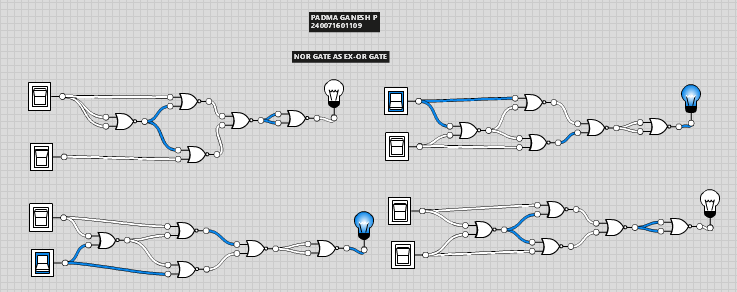 PADMA GANESH P
240071601109
NOR GATE AS EX-OR GATE